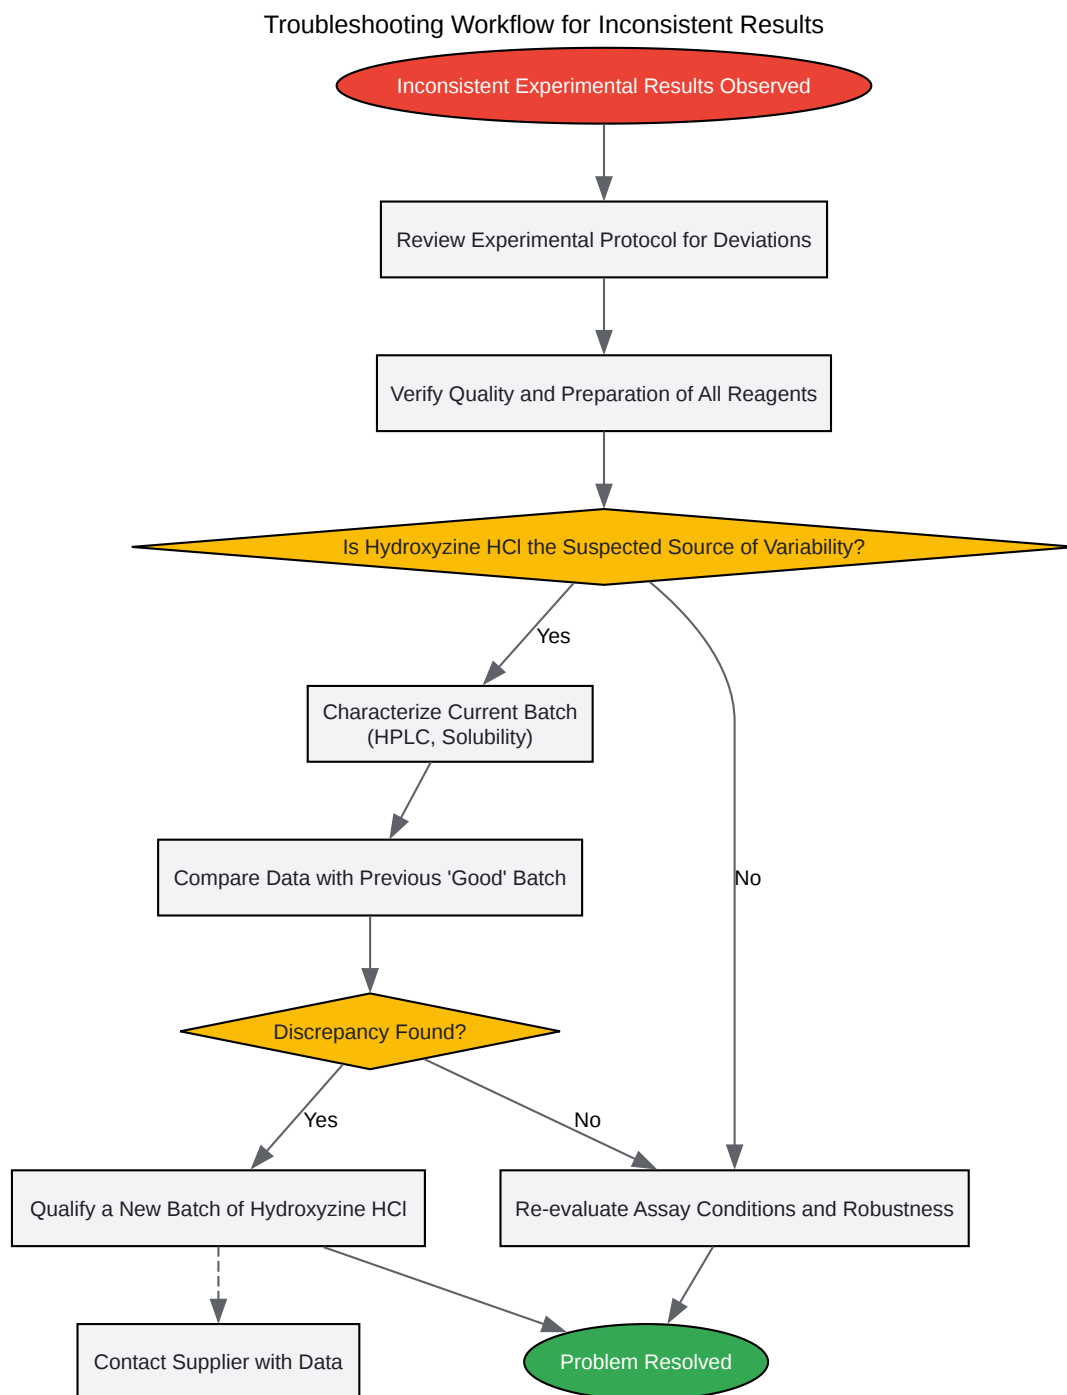 Troubleshooting Workflow for Inconsistent Results
Inconsistent Experimental Results Observed
Review Experimental Protocol for Deviations
Verify Quality and Preparation of All Reagents
Is Hydroxyzine HCl the Suspected Source of Variability?
Yes
Characterize Current Batch
(HPLC, Solubility)
Compare Data with Previous 'Good' Batch
No
Discrepancy Found?
Yes
No
Qualify a New Batch of Hydroxyzine HCl
Re-evaluate Assay Conditions and Robustness
Contact Supplier with Data
Problem Resolved